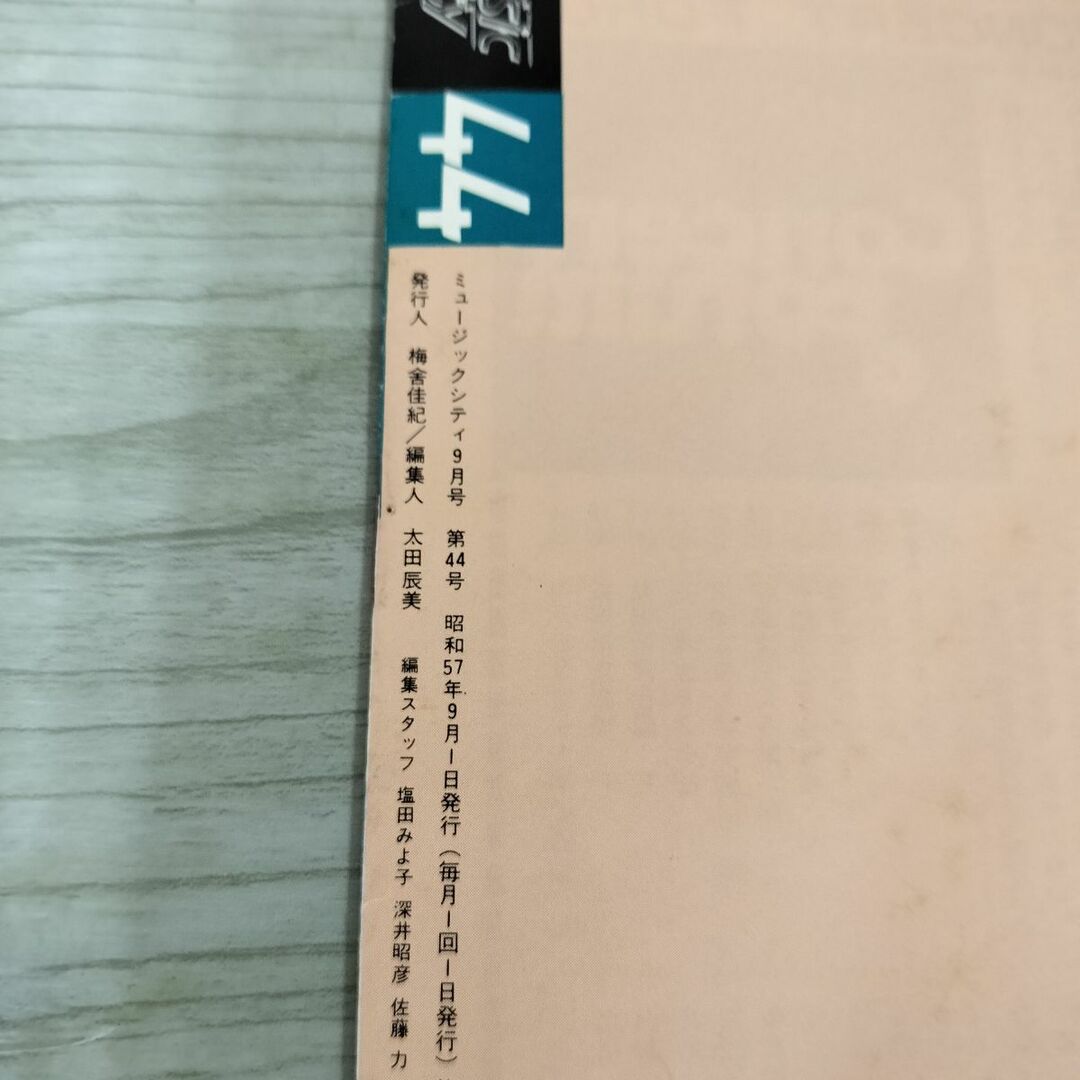 44
ミュージックシティ9月号 第44号 昭和57年9月1日発行（毎月1回1日発行）
発行人 梅舍佳紀／編集人 太田辰美 編集スタッフ 塩田みよ子 深井昭彦 佐藤 力